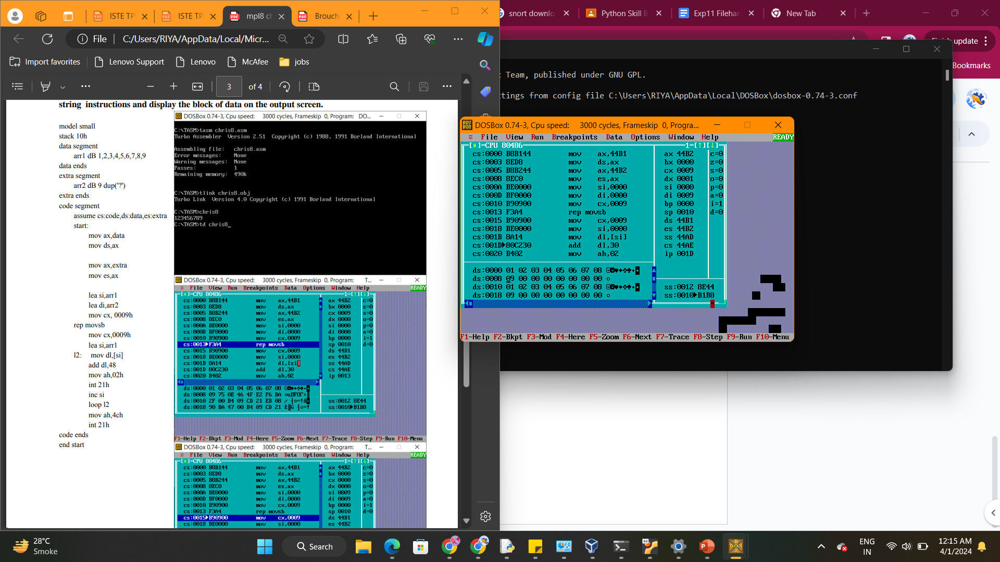 ISTE TP
ISTE TP
mpl8 ch
Brouch
snort downlo
Python Skill B
Exp11 Filehan
New Tab
File
C:/Users/RIYA/AppData/Local/Micr...
update
Import favorites
Lenovo Support
Lenovo
McAfee
jobs
Bookmarks
3 of 4
Team, published under GNU GPL.
ttings from config file C:\Users\RIYA\AppData\Local\DOSBox\dosbox-0.74-3.conf
string instructions and display the block of data on the output screen.
model small
stack 10h
data segment
arr1 dB 1,2,3,4,5,6,7,8,9
data ends
extra segment
arr2 dB 9 dup('?')
extra ends
code segment
assume cs:code,ds:data,es:extra
start:
mov ax,data
mov ds,ax
mov ax,extra
mov es,ax
lea si,arr1
lea di,arr2
mov cx, 0009h
rep movsb
mov cx,0009h
lea si,arr1
l2: mov dl,[si]
add dl,48
mov ah,02h
int 21h
inc si
loop l2
mov ah,4ch
int 21h
code ends
end start
DOSBox 0.74-3, Cpu speed: 3000 cycles, Frameskip 0, Program: DO...
C:\TASM>tasm chris8.asm
Turbo Assembler Version 2.51 Copyright (c) 1988, 1991 Borland International
Assembling file: chris8.asm
Error messages: None
Warning messages: None
Passes: 1
Remaining memory: 490k
C:\TASM>tlink chris8.obj
Turbo Link Version 4.0 Copyright (c) 1991 Borland International
C:\TASM>chris8
123456789
C:\TASM>td chris8_
DOSBox 0.74-3, Cpu speed: 3000 cycles, Frameskip 0, Program: T...
≡ File View Run Breakpoints Data Options Window Help READY
[■]=CPU 80486 1=[↑][↓]
cs:0000 B8B144 mov ax,44B1 ax 44B2 c=0
cs:0003 8ED8 mov ds,ax bx 0000 z=0
cs:0005 B8B244 mov ax,44B2 cx 0009 s=0
cs:0008 8EC0 mov es,ax dx 0000 o=0
cs:000A BE0000 mov si,0000 si 0000 p=0
cs:000D BF0000 mov di,0000 di 0000 a=0
cs:0010 B90900 mov cx,0009 bp 0000 i=1
cs:0013►F3A4 rep movsb sp 0010 d=0
cs:0015 B90900 mov cx,0009 ds 44B1
cs:0018 BE0000 mov si,0000 es 44B2
cs:001B 8A14 mov dl,[si] ss 44AD
cs:001D 80C230 add dl,30 cs 44AE
cs:0020 B402 mov ah,02 ip 0013
ds:0000 01 02 03 04 05 06 07 08
ds:0008 09 75 0E 46 4F E2 F6 BA
ds:0010 2F 00 B4 09 CD 21 EB 08 ss:0012 8E44
ds:0018 90 BA 47 00 B4 09 CD 21 ss:0010►B1B8
F1-Help F2-Bkpt F3-Mod F4-Here F5-Zoom F6-Next F7-Trace F8-Step F9-Run F10-Menu
DOSBox 0.74-3, Cpu speed: 3000 cycles, Frameskip 0, Program: T...
≡ File View Run Breakpoints Data Options Window Help READY
[■]=CPU 80486 1=[↑][↓]
cs:0000 B8B144 mov ax,44B1 ax 44B2 c=0
cs:0003 8ED8 mov ds,ax bx 0000 z=0
cs:0005 B8B244 mov ax,44B2 cx 0000 s=0
cs:0008 8EC0 mov es,ax dx 0000 o=0
cs:000A BE0000 mov si,0000 si 0009 p=0
cs:000D BF0000 mov di,0000 di 0009 a=0
cs:0010 B90900 mov cx,0009 bp 0000 i=1
cs:0013 F3A4 rep movsb sp 0010 d=0
cs:0015►B90900 mov cx,0009 ds 44B1
cs:0018 BE0000 mov si,0000 es 44B2
DOSBox 0.74-3, Cpu speed: 3000 cycles, Frameskip 0, Progra...
≡ File View Run Breakpoints Data Options Window Help READY
[■]=CPU 80486 1=[↑][↓]
cs:0000 B8B144 mov ax,44B1 ax 44B2 c=0
cs:0003 8ED8 mov ds,ax bx 0000 z=0
cs:0005 B8B244 mov ax,44B2 cx 0009 s=0
cs:0008 8EC0 mov es,ax dx 0001 o=0
cs:000A BE0000 mov si,0000 si 0000 p=0
cs:000D BF0000 mov di,0000 di 0009 a=0
cs:0010 B90900 mov cx,0009 bp 0000 i=1
cs:0013 F3A4 rep movsb sp 0010 d=0
cs:0015 B90900 mov cx,0009 ds 44B1
cs:0018 BE0000 mov si,0000 es 44B2
cs:001B 8A14 mov dl,[si] ss 44AD
cs:001D►80C230 add dl,30 cs 44AE
cs:0020 B402 mov ah,02 ip 001D
ds:0000 01 02 03 04 05 06 07 08
ds:0008 09 00 00 00 00 00 00 00
ds:0010 01 02 03 04 05 06 07 08 ss:0012 8E44
ds:0018 09 00 00 00 00 00 00 00 ss:0010►B1B8
F1-Help F2-Bkpt F3-Mod F4-Here F5-Zoom F6-Next F7-Trace F8-Step F9-Run F10-Menu
28°C
Smoke
Search
ENG
IN
12:15 AM
4/1/2024